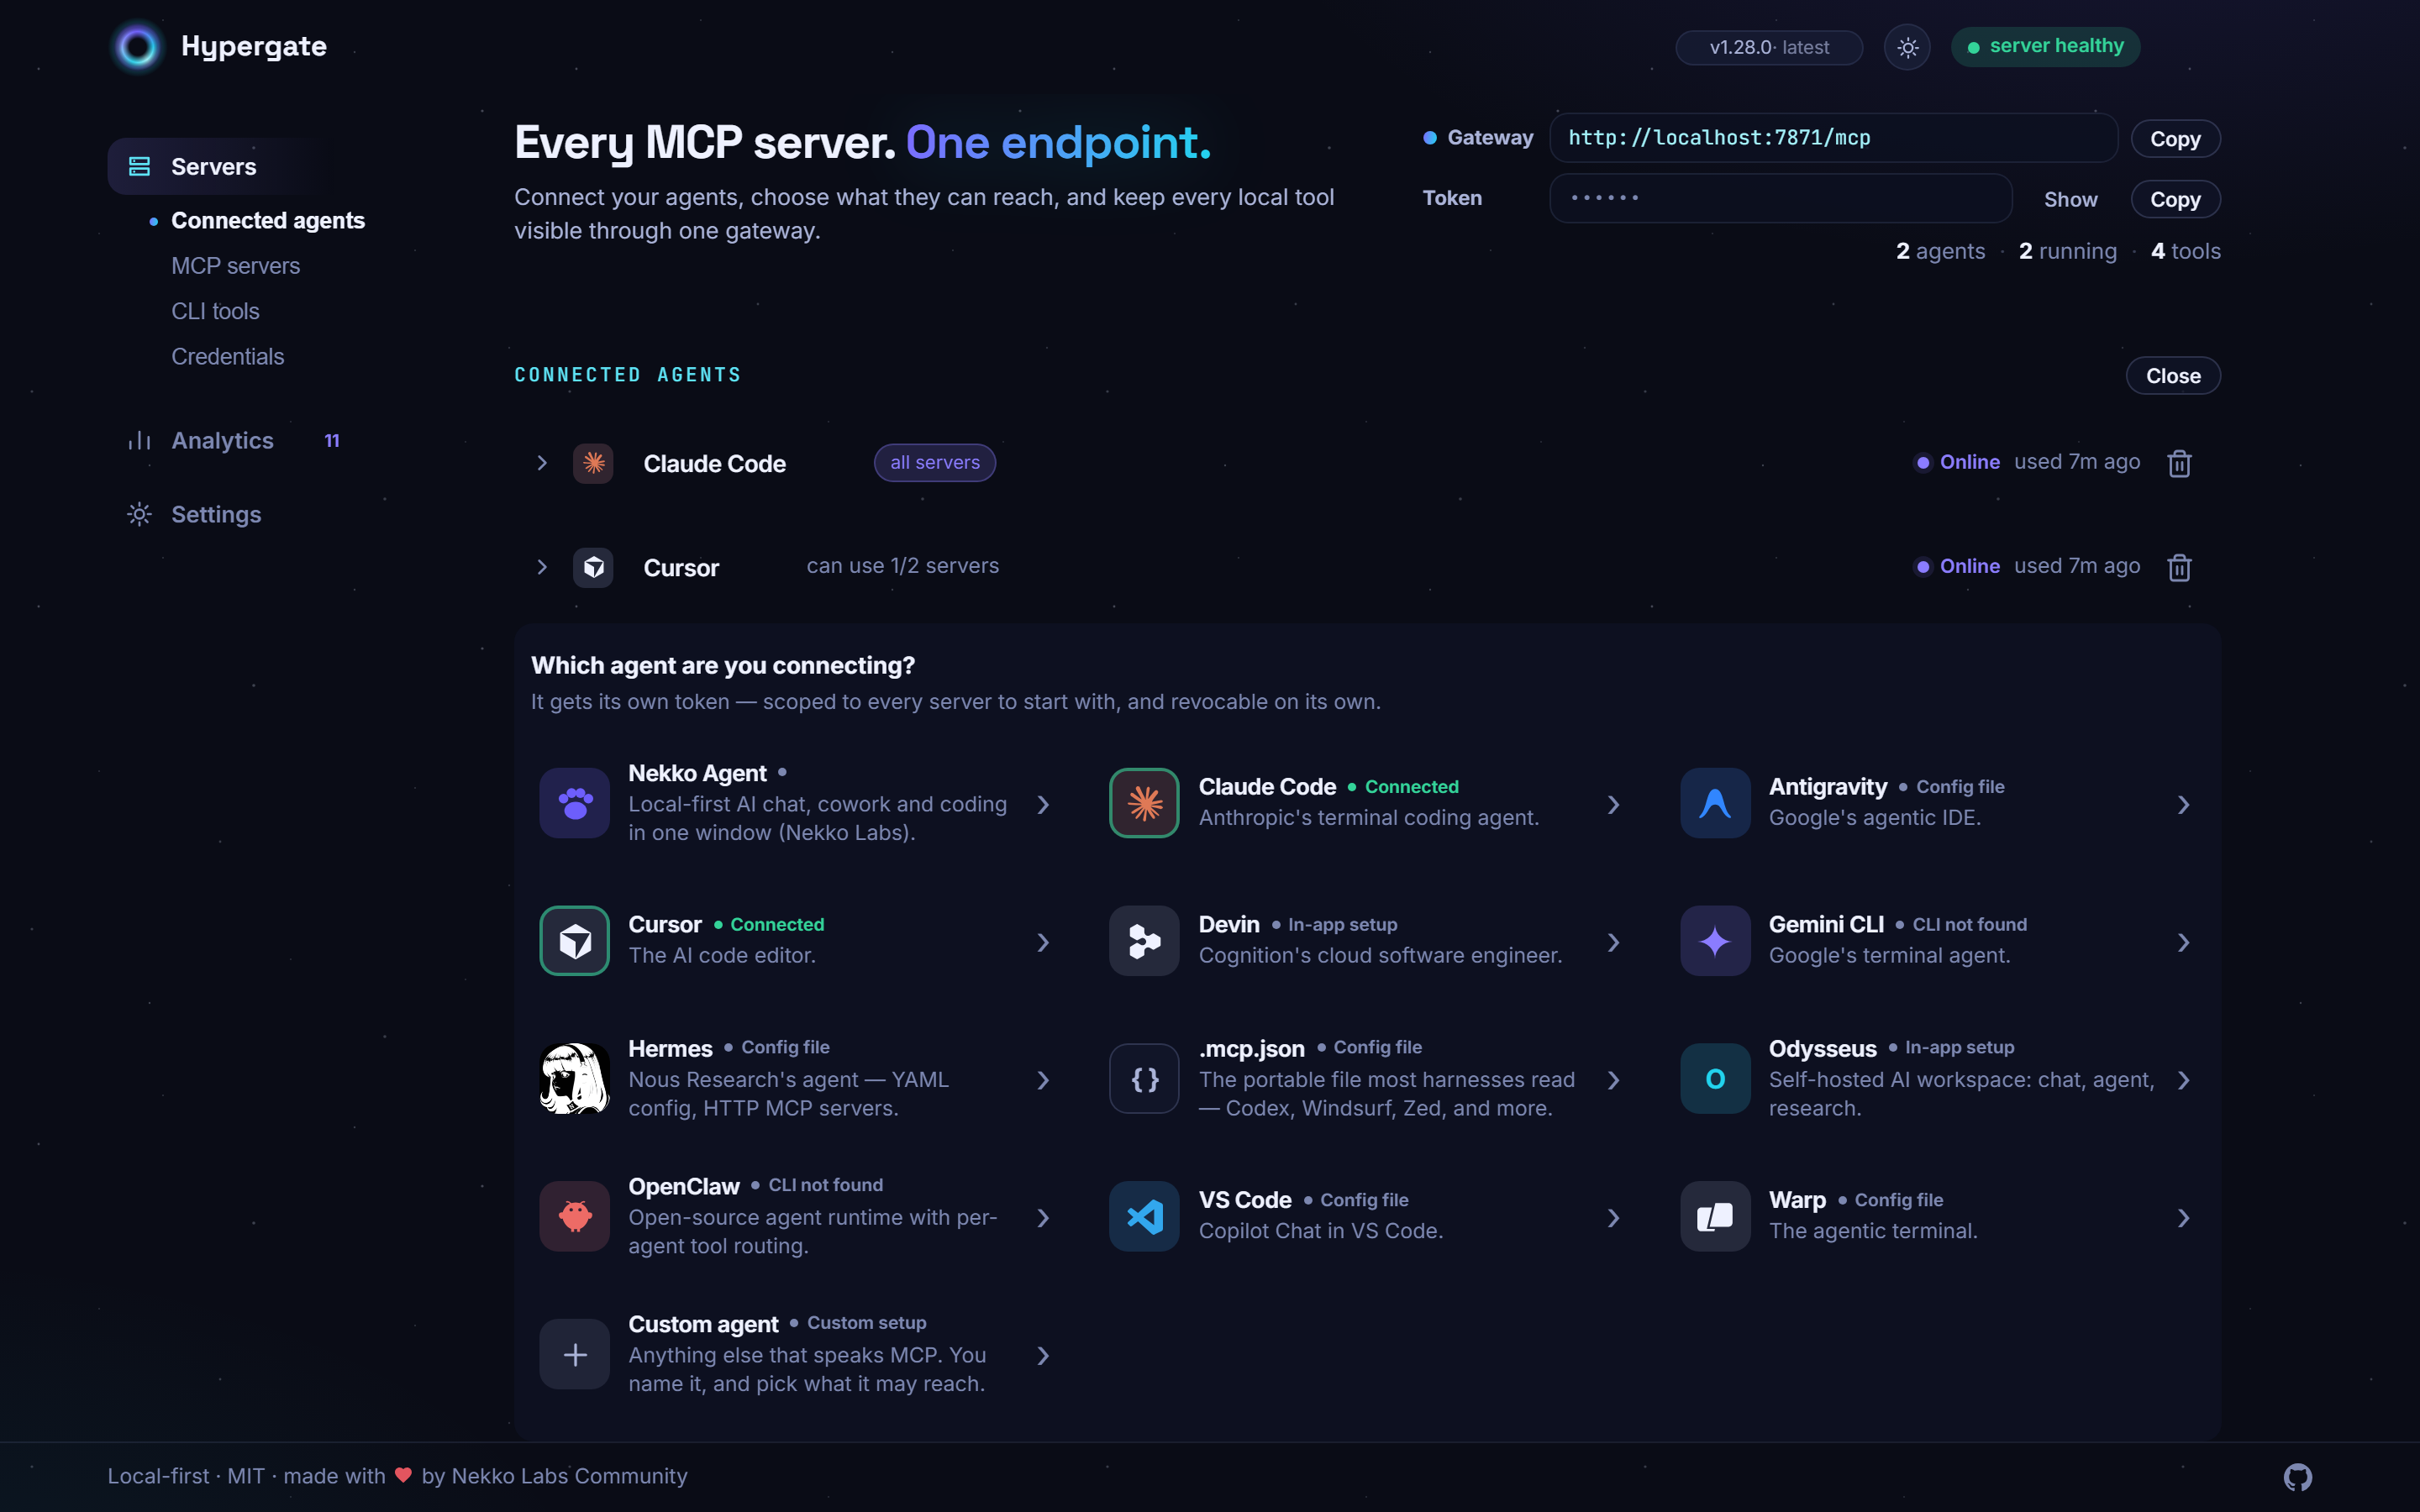 Hypergate
v1.28.0 · latest
server healthy
Servers
Connected agents
MCP servers
CLI tools
Credentials
Analytics 11
Settings
Every MCP server. One endpoint.
Connect your agents, choose what they can reach, and keep every local tool
visible through one gateway.
Gateway http://localhost:7871/mcp Copy
Token •••••• Show Copy
2 agents · 2 running · 4 tools
CONNECTED AGENTS
Close
Claude Code all servers Online used 7m ago
Cursor can use 1/2 servers Online used 7m ago
Which agent are you connecting?
It gets its own token — scoped to every server to start with, and revocable on its own.
Nekko Agent
Local-first AI chat, cowork and coding
in one window (Nekko Labs).
Claude Code Connected
Anthropic's terminal coding agent.
Antigravity Config file
Google's agentic IDE.
Cursor Connected
The AI code editor.
Devin In-app setup
Cognition's cloud software engineer.
Gemini CLI CLI not found
Google's terminal agent.
Hermes Config file
Nous Research's agent — YAML
config, HTTP MCP servers.
{}
.mcp.json Config file
The portable file most harnesses read
— Codex, Windsurf, Zed, and more.
O
Odysseus In-app setup
Self-hosted AI workspace: chat, agent,
research.
OpenClaw CLI not found
Open-source agent runtime with per-
agent tool routing.
VS Code Config file
Copilot Chat in VS Code.
Warp Config file
The agentic terminal.
Custom agent Custom setup
Anything else that speaks MCP. You
name it, and pick what it may reach.
Local-first · MIT · made with ❤ by Nekko Labs Community